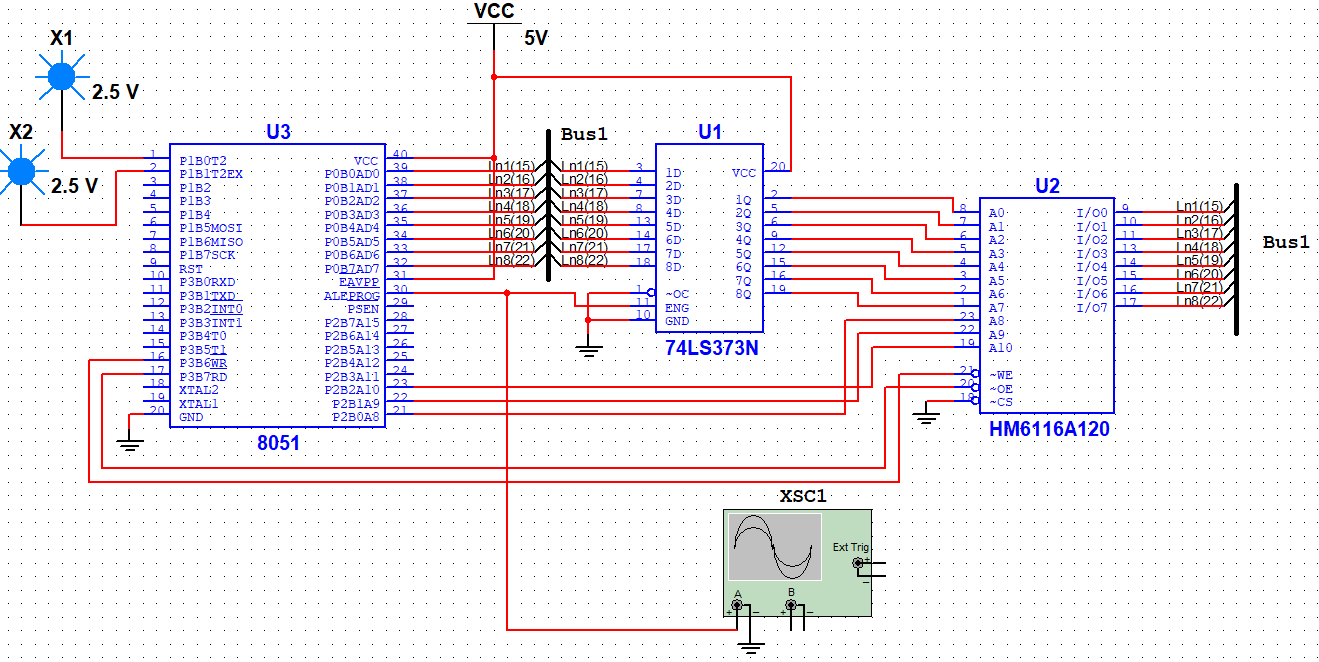 VCC
5V
X1
2.5 V
X2
2.5 V
U3
1 P1B0T2
2 P1B1T2EX
3 P1B2
4 P1B3
5 P1B4
6 P1B5MOSI
7 P1B6MISO
8 P1B7SCK
9 RST
10 P3B0RXD
11 P3B1TXD
12 P3B2INT0
13 P3B3INT1
14 P3B4T0
15 P3B5T1
16 P3B6WR
17 P3B7RD
18 XTAL2
19 XTAL1
20 GND
VCC 40
P0B0AD0 39
P0B1AD1 38
P0B2AD2 37
P0B3AD3 36
P0B4AD4 35
P0B5AD5 34
P0B6AD6 33
P0B7AD7 32
EAVPP 31
ALEPROG 30
PSEN 29
P2B7A15 28
P2B6A14 27
P2B5A13 26
P2B4A12 25
P2B3A11 24
P2B2A10 23
P2B1A9 22
P2B0A8 21
8051
Bus1
Ln1(15) Ln1(15)
Ln2(16) Ln2(16)
Ln3(17) Ln3(17)
Ln4(18) Ln4(18)
Ln5(19) Ln5(19)
Ln6(20) Ln6(20)
Ln7(21) Ln7(21)
Ln8(22) Ln8(22)
U1
3 1D
4 2D
7 3D
8 4D
13 5D
14 6D
17 7D
18 8D
1 ~OC
11 ENG
10 GND
VCC 20
1Q 2
2Q 5
3Q 6
4Q 9
5Q 12
6Q 15
7Q 16
8Q 19
74LS373N
U2
8 A0
7 A1
6 A2
5 A3
4 A4
3 A5
2 A6
1 A7
23 A8
22 A9
19 A10
21 ~WE
20 ~OE
18 ~CS
I/O0 9
I/O1 10
I/O2 11
I/O3 13
I/O4 14
I/O5 15
I/O6 16
I/O7 17
HM6116A120
Ln1(15)
Ln2(16)
Ln3(17)
Ln4(18)
Ln5(19)
Ln6(20)
Ln7(21)
Ln8(22)
Bus1
XSC1
Ext Trig
+
−
A
B
+ −
+ −